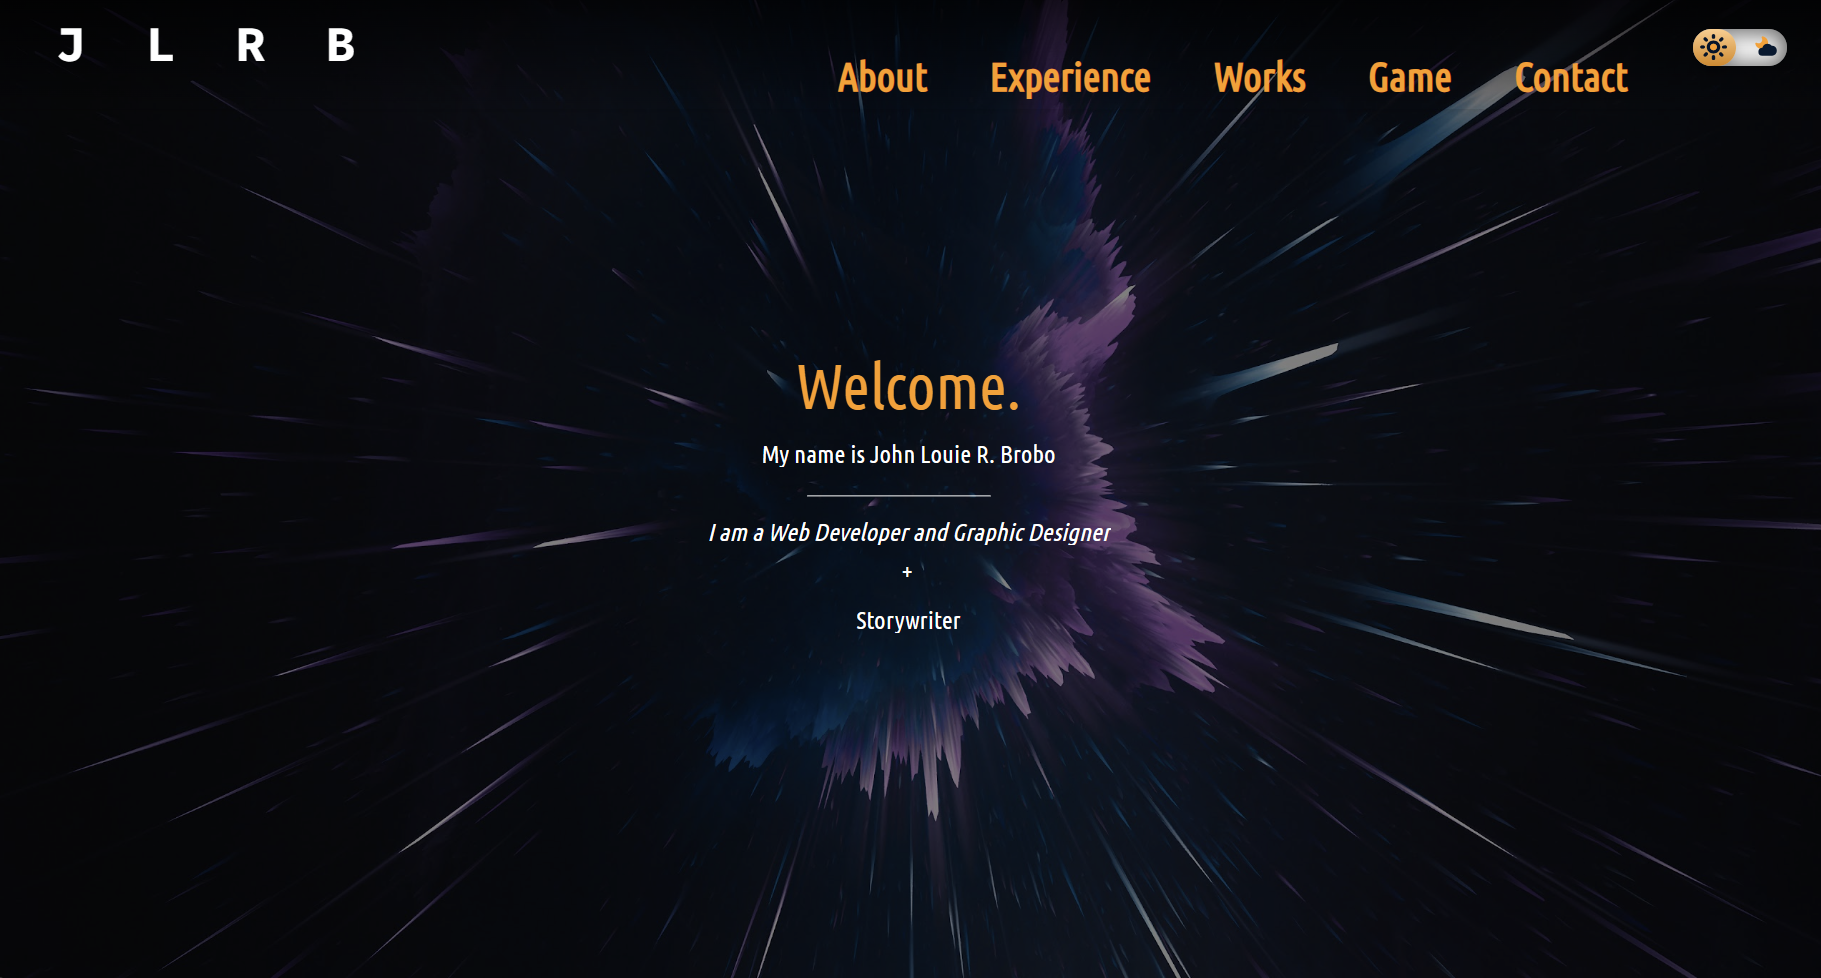 J L R B
About Experience Works Game Contact
Welcome.
My name is John Louie R. Brobo
I am a Web Developer and Graphic Designer
+
Storywriter